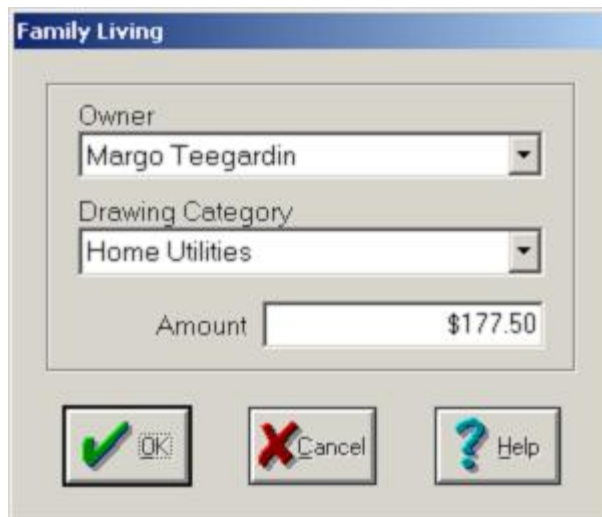 Family Living
Owner
Margo Teegardin
Drawing Category
Home Utilities
Amount $177.50
OK Cancel Help